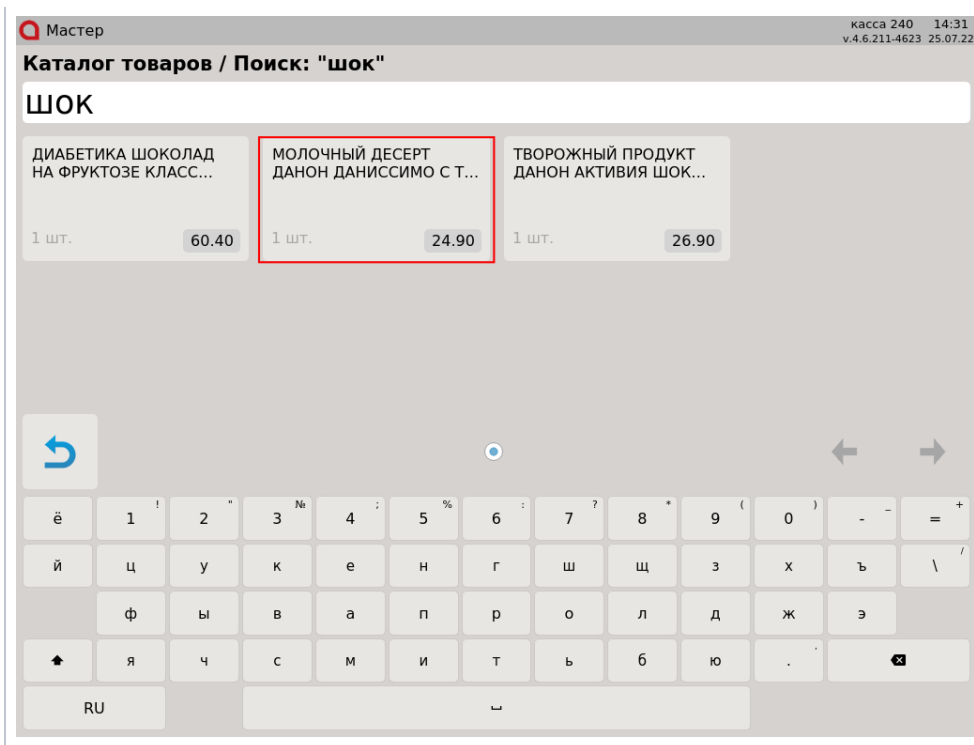 Мастер
касса 240 14:31
v.4.6.211-4623 25.07.22
Каталог товаров / Поиск: "шок"
шок
ДИАБЕТИКА ШОКОЛАД
НА ФРУКТОЗЕ КЛАСС...
1 шт. 60.40
МОЛОЧНЫЙ ДЕСЕРТ
ДАНОН ДАНИССИМО С Т...
1 шт. 24.90
ТВОРОЖНЫЙ ПРОДУКТ
ДАНОН АКТИВИЯ ШОК...
1 шт. 26.90
ё 1 ! 2 " 3 № 4 ; 5 % 6 : 7 ? 8 * 9 ( 0 ) - _ = +
й ц у к е н г ш щ з х ъ \ /
ф ы в а п р о л д ж э
я ч с м и т ь б ю . ,
RU